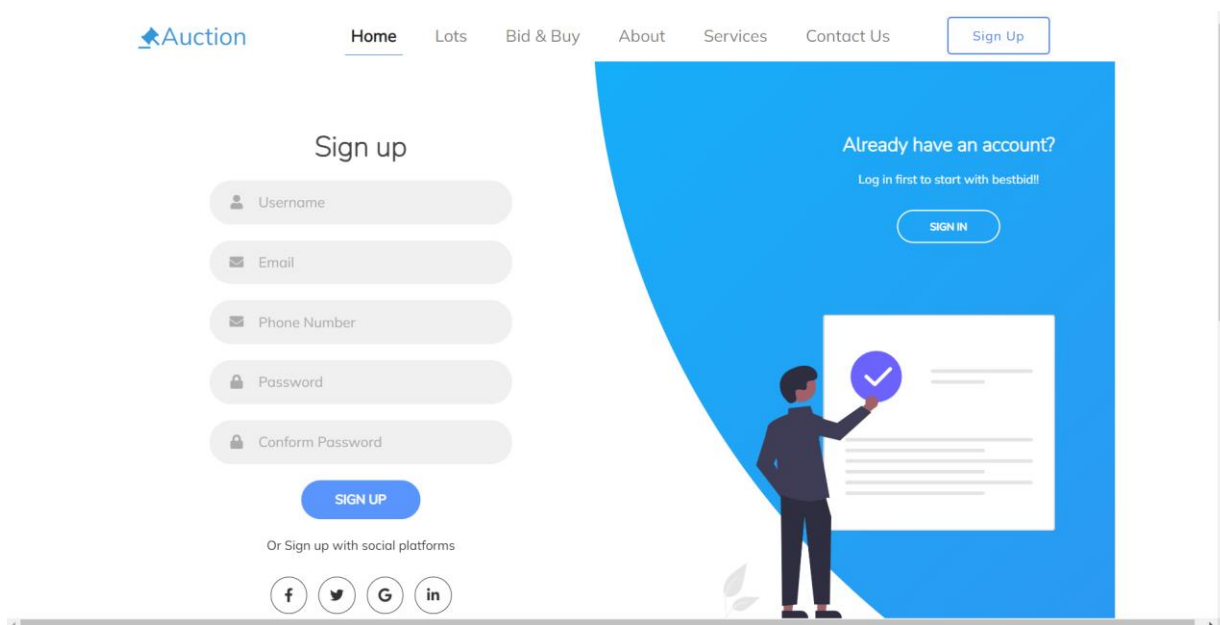 Auction Home Lots Bid & Buy About Services Contact Us Sign Up
Sign up
Username
Email
Phone Number
Password
Conform Password
SIGN UP
Or Sign up with social platforms
f G in
Already have an account?
Log in first to start with bestbid!!
SIGN IN